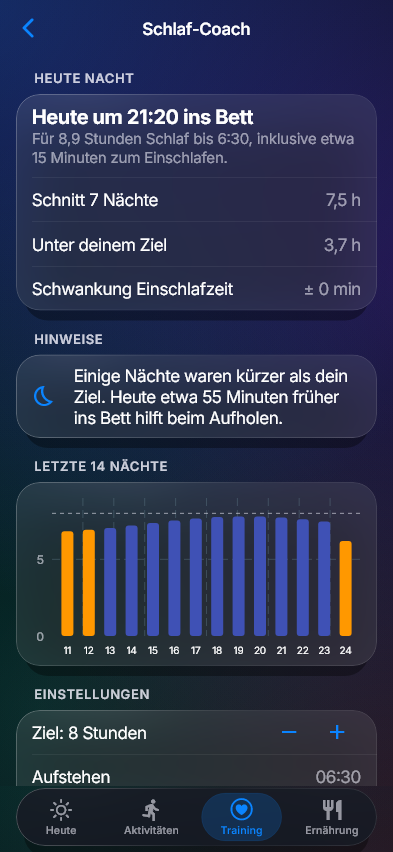 Schlaf-Coach
HEUTE NACHT
Heute um 21:20 ins Bett
Für 8,9 Stunden Schlaf bis 6:30, inklusive etwa
15 Minuten zum Einschlafen.
Schnitt 7 Nächte 7,5 h
Unter deinem Ziel 3,7 h
Schwankung Einschlafzeit ± 0 min
HINWEISE
Einige Nächte waren kürzer als dein
Ziel. Heute etwa 55 Minuten früher
ins Bett hilft beim Aufholen.
LETZTE 14 NÄCHTE
5
0
11 12 13 14 15 16 17 18 19 20 21 22 23 24
EINSTELLUNGEN
Ziel: 8 Stunden − +
Aufstehen 06:30
Heute Aktivitäten Training Ernährung